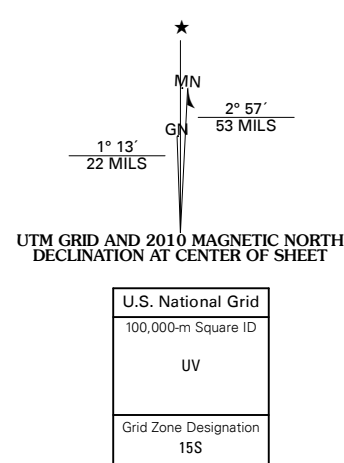 ★
MN
2° 57´
53 MILS
GN
1° 13´
22 MILS
UTM GRID AND 2010 MAGNETIC NORTH
DECLINATION AT CENTER OF SHEET
U.S. National Grid
100,000-m Square ID
UV
Grid Zone Designation
15S